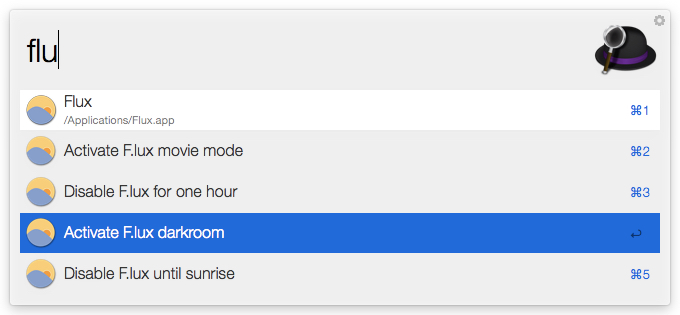 flu
Flux
/Applications/Flux.app
⌘1
Activate F.lux movie mode
⌘2
Disable F.lux for one hour
⌘3
Activate F.lux darkroom
↩
Disable F.lux until sunrise
⌘5